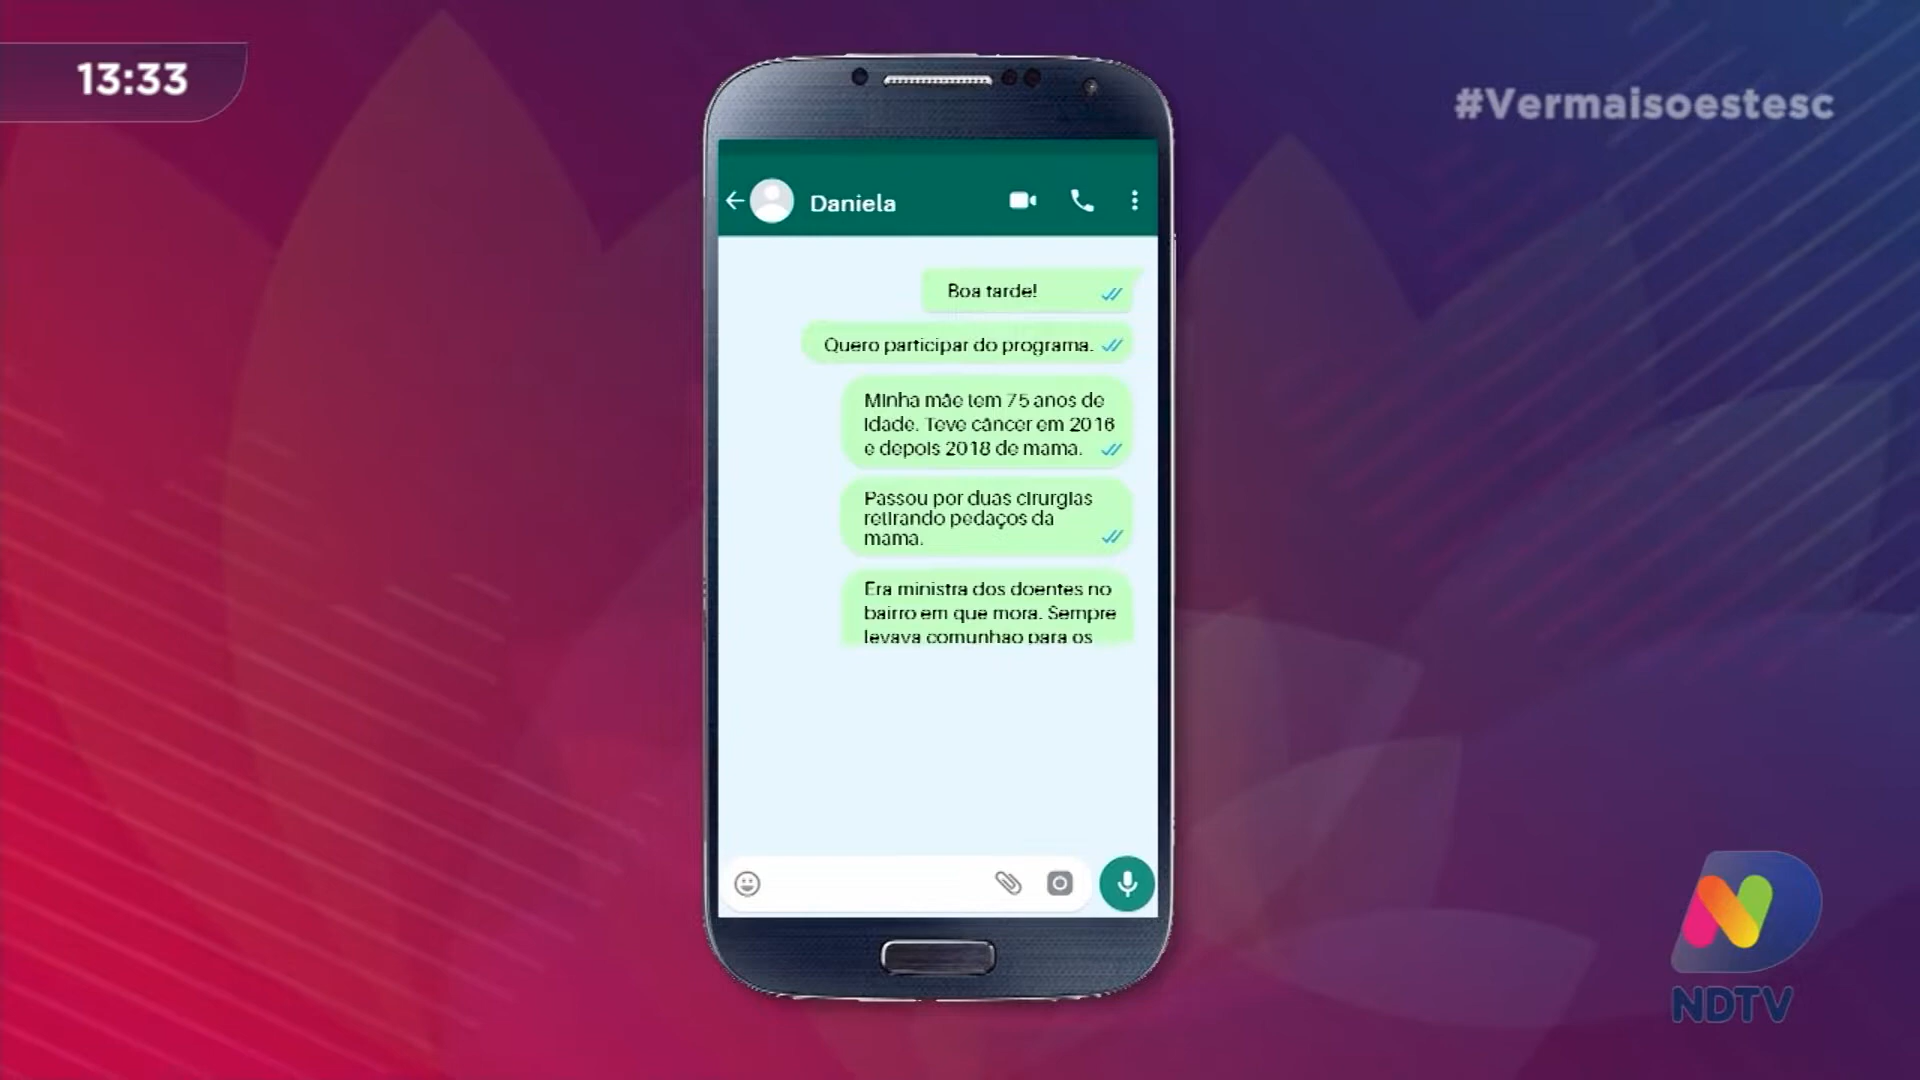 13:33
#Vermaisoestesc
Daniela
Boa tarde!
Quero participar do programa.
Minha mãe tem 75 anos de
idade. Teve câncer em 2016
e depois 2018 de mama.
Passou por duas cirurgias
retirando pedaços da
mama.
Era ministra dos doentes no
bairro em que mora. Sempre
levava comunhao para os
NDTV